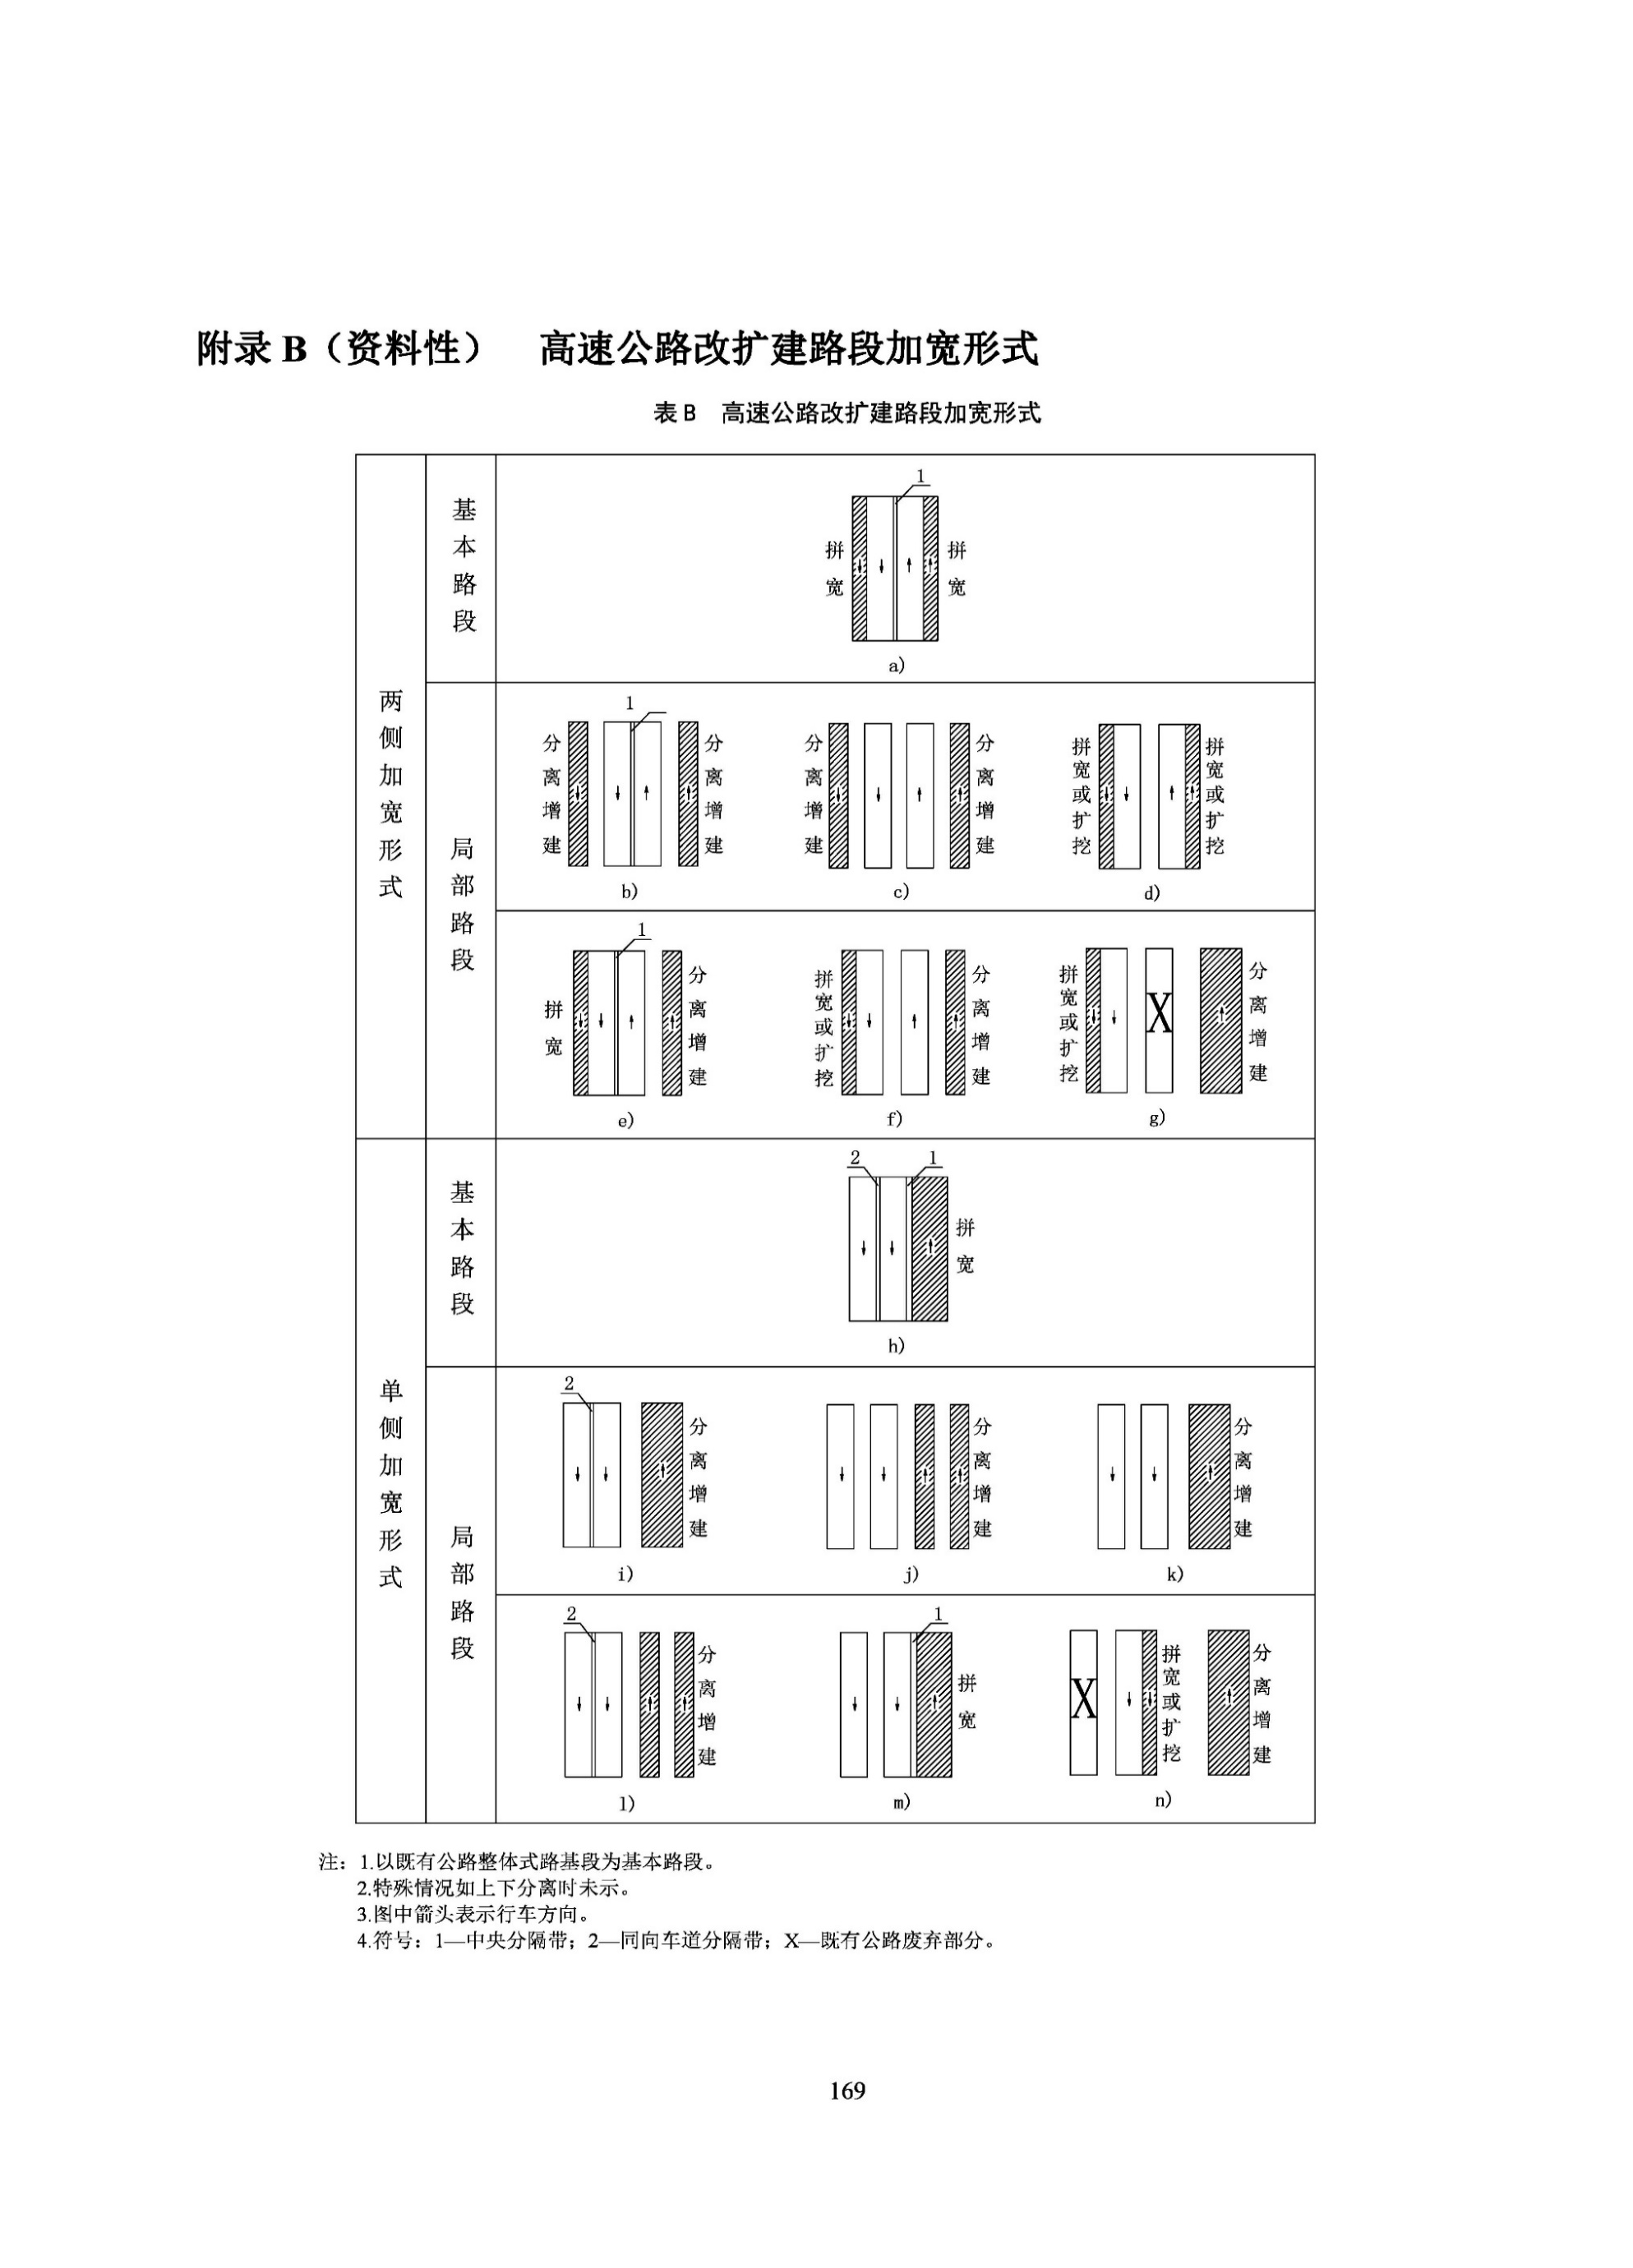 附录 B（资料性）　高速公路改扩建路段加宽形式
表 B　高速公路改扩建路段加宽形式
两侧加宽形式
基本路段
1
拼宽
拼宽
a)
局部路段
1
分离增建
分离增建
b)
分离增建
分离增建
c)
拼宽或扩挖
拼宽或扩挖
d)
1
拼宽
分离增建
e)
拼宽或扩挖
分离增建
f)
拼宽或扩挖
X
分离增建
g)
单侧加宽形式
基本路段
2
1
拼宽
h)
局部路段
2
分离增建
i)
分离增建
j)
分离增建
k)
2
分离增建
l)
1
拼宽
m)
X
拼宽或扩挖
分离增建
n)
注：1.以既有公路整体式路基段为基本路段。
2.特殊情况如上下分离时未示。
3.图中箭头表示行车方向。
4.符号：1—中央分隔带；2—同向车道分隔带；X—既有公路废弃部分。
169